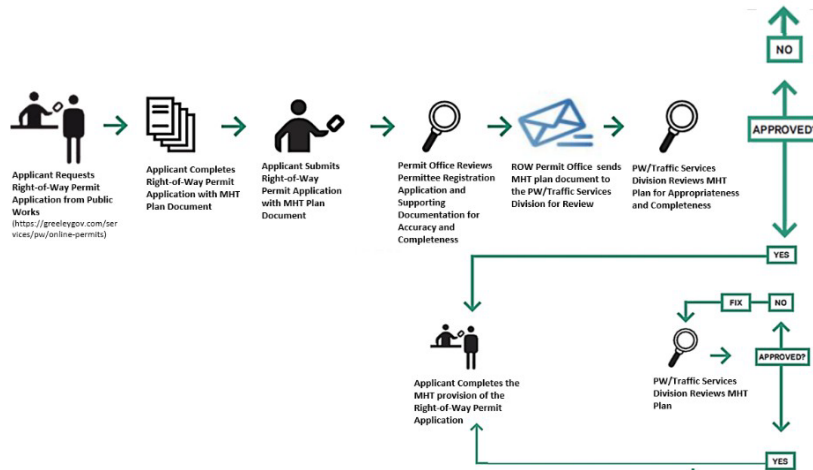 NO
APPROVED?
Applicant Requests
Right-of-Way Permit
Application from Public
Works
(https://greeleygov.com/ser
vices/pw/online-permits)
Applicant Completes
Right-of-Way Permit
Application with MHT
Plan Document
Applicant Submits
Right-of-Way
Permit Application
with MHT Plan
Document
Permit Office Reviews
Permittee Registration
Application and
Supporting
Documentation for
Accuracy and
Completeness
ROW Permit Office sends
MHT plan document to
the PW/Traffic Services
Division for Review
PW/Traffic Services
Division Reviews MHT
Plan for Appropriateness
and Completeness
YES
FIX
NO
APPROVED?
Applicant Completes the
MHT provision of the
Right-of-Way Permit
Application
PW/Traffic Services
Division Reviews MHT
Plan
YES